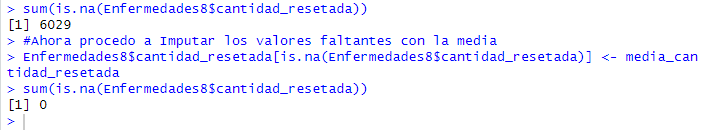 > sum(is.na(Enfermedades8$cantidad_resetada))
[1] 6029
> #Ahora procedo a Imputar los valores faltantes con la media
> Enfermedades8$cantidad_resetada[is.na(Enfermedades8$cantidad_resetada)] <- media_can
tidad_resetada
> sum(is.na(Enfermedades8$cantidad_resetada))
[1] 0
>